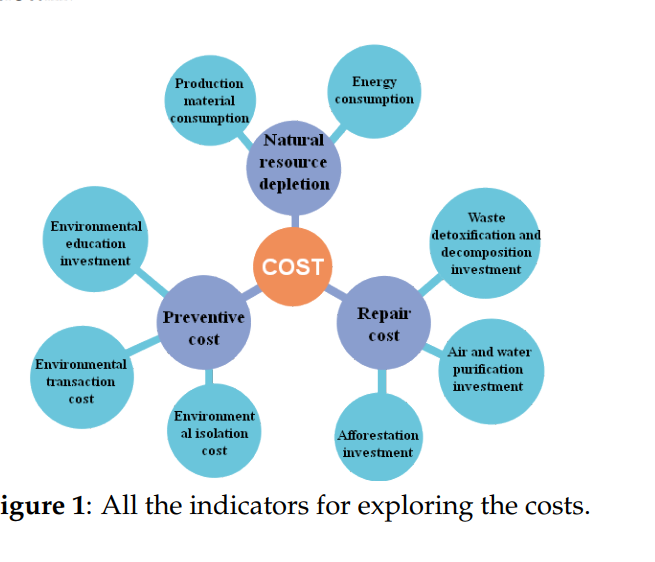 Production
material
consumption
Energy
consumption
Natural
resource
depletion
Environmental
education
investment
Waste
detoxification and
decomposition
investment
COST
Preventive
cost
Repair
cost
Environmental
transaction
cost
Air and water
purification
investment
Environment
al isolation
cost
Afforestation
investment
igure 1: All the indicators for exploring the costs.